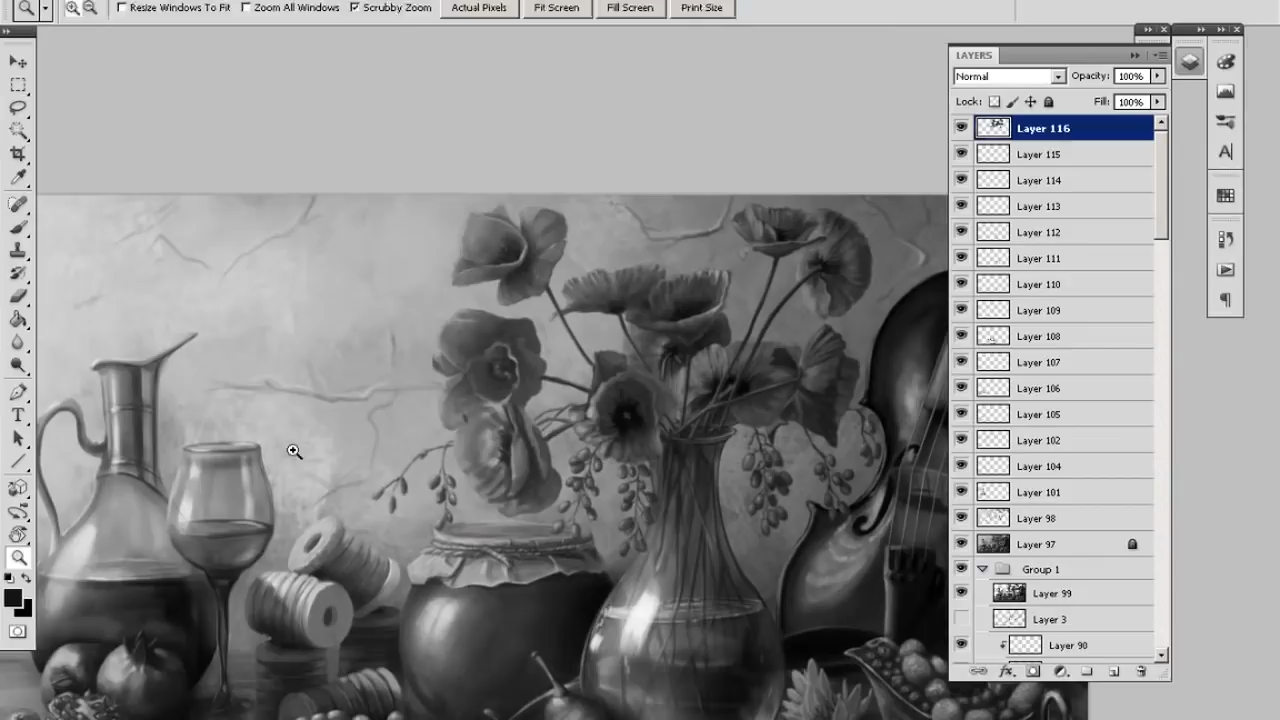 Resize Windows To Fit Zoom All Windows Scrubby Zoom Actual Pixels Fit Screen Fill Screen Print Size
LAYERS
Normal Opacity: 100%
Lock: Fill: 100%
Layer 116
Layer 115
Layer 114
Layer 113
Layer 112
Layer 111
Layer 110
Layer 109
Layer 108
Layer 107
Layer 106
Layer 105
Layer 102
Layer 104
Layer 101
Layer 98
Layer 97
Group 1
Layer 99
Layer 3
Layer 90